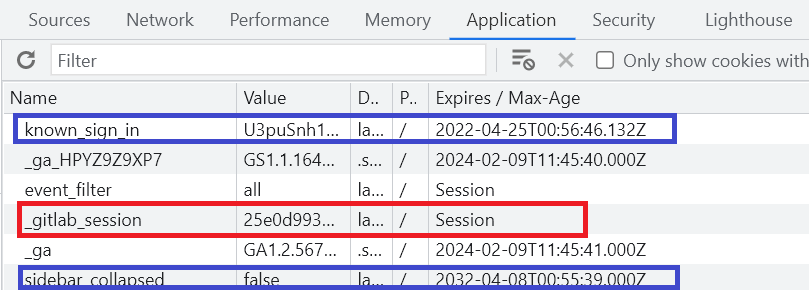 Sources Network Performance Memory Application Security Lighthouse
Filter Only show cookies with
Name Value D.. P.. Expires / Max-Age
known_sign_in U3puSnh1... la... / 2022-04-25T00:56:46.132Z
_ga_HPYZ9Z9XP7 GS1.1.164... .s... / 2024-02-09T11:45:40.000Z
event_filter all la... / Session
_gitlab_session 25e0d993... la... / Session
_ga GA1.2.567... .s... / 2024-02-09T11:45:41.000Z
sidebar_collapsed false la... / 2032-04-08T00:55:39.000Z